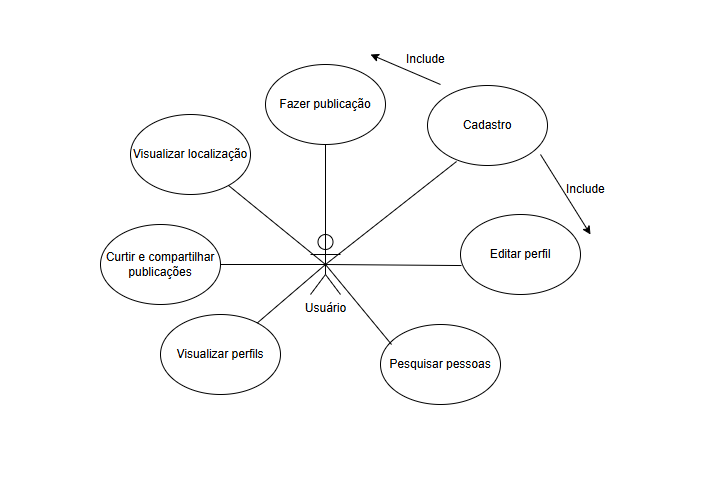 Include
Fazer publicação
Cadastro
Visualizar localização
Include
Curtir e compartilhar
publicações
Editar perfil
Usuário
Visualizar perfils
Pesquisar pessoas